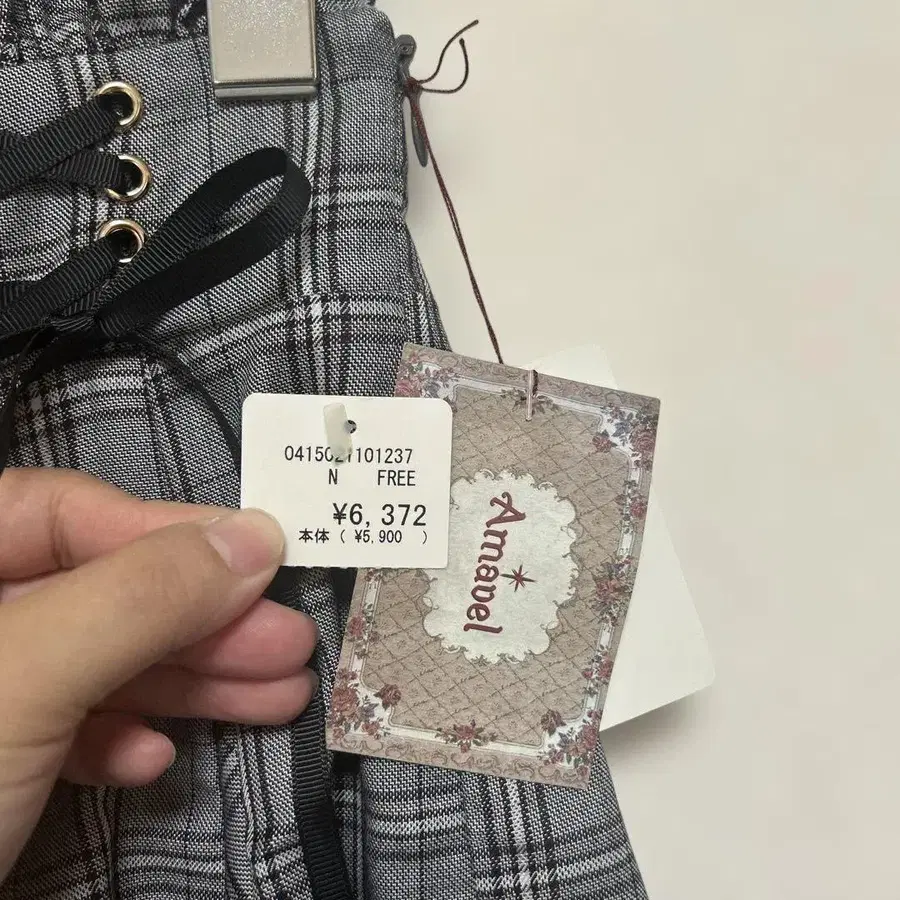 0415021101237
N FREE
¥6,372
本体 ( ¥5,900 )
Amavel